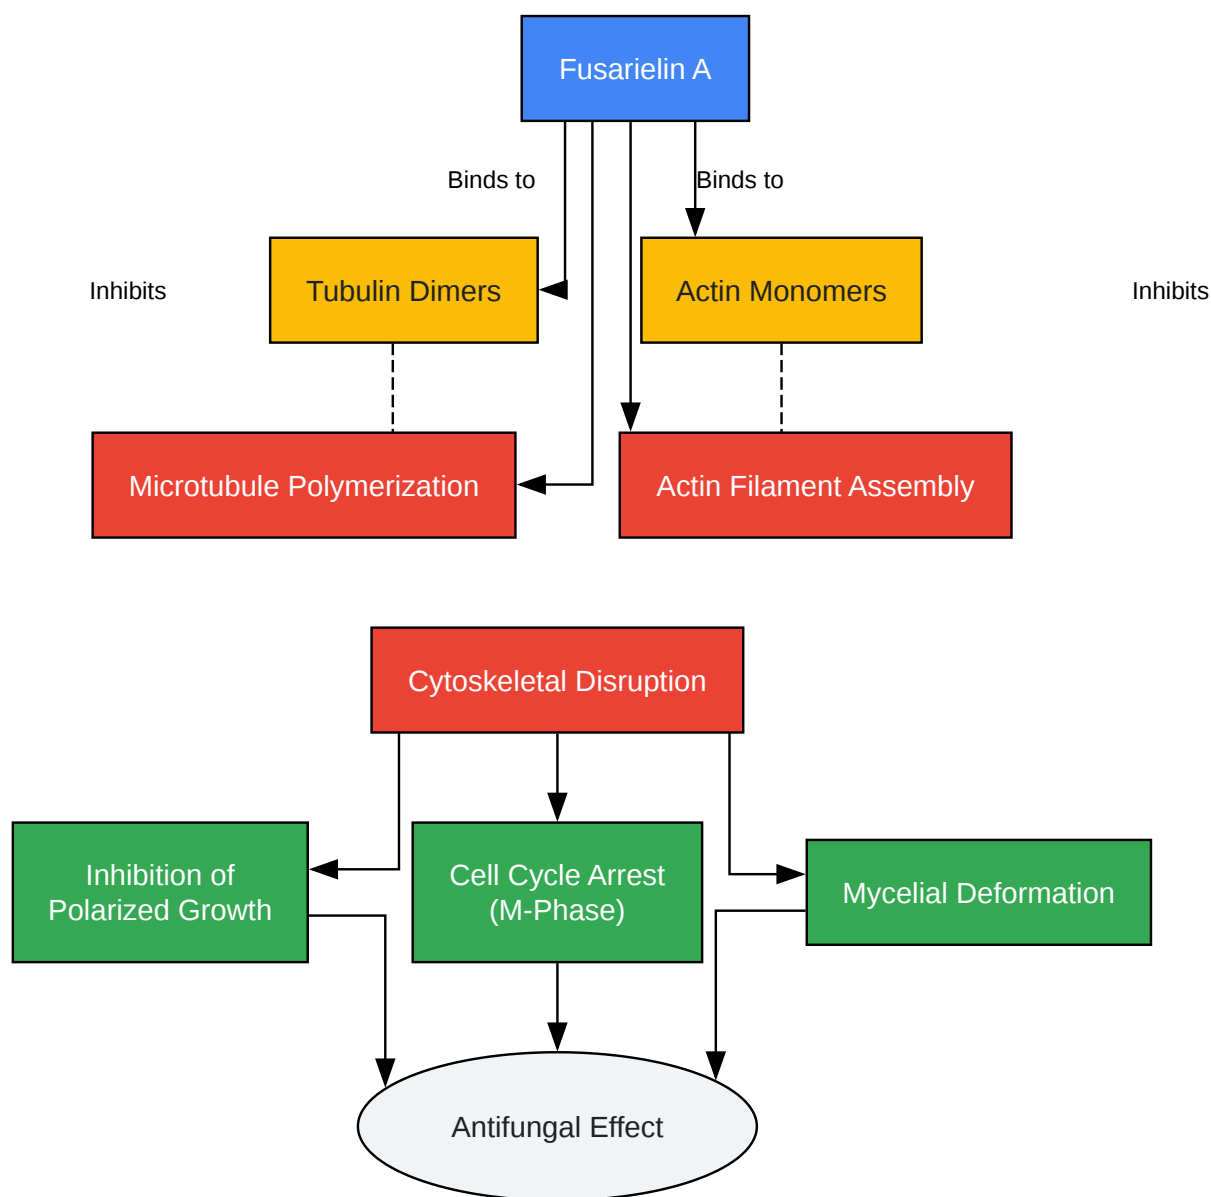 Fusarielin A
Binds to
Binds to
Inhibits
Tubulin Dimers
Actin Monomers
Inhibits
Microtubule Polymerization
Actin Filament Assembly
Cytoskeletal Disruption
Inhibition of
Polarized Growth
Cell Cycle Arrest
(M-Phase)
Mycelial Deformation
Antifungal Effect